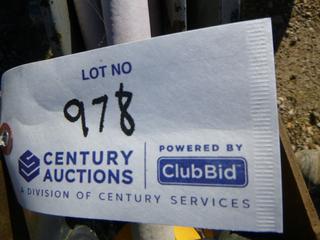 LOT NO
978
CENTURY
AUCTIONS
POWERED BY
ClubBid
A DIVISION OF CENTURY SERVICES